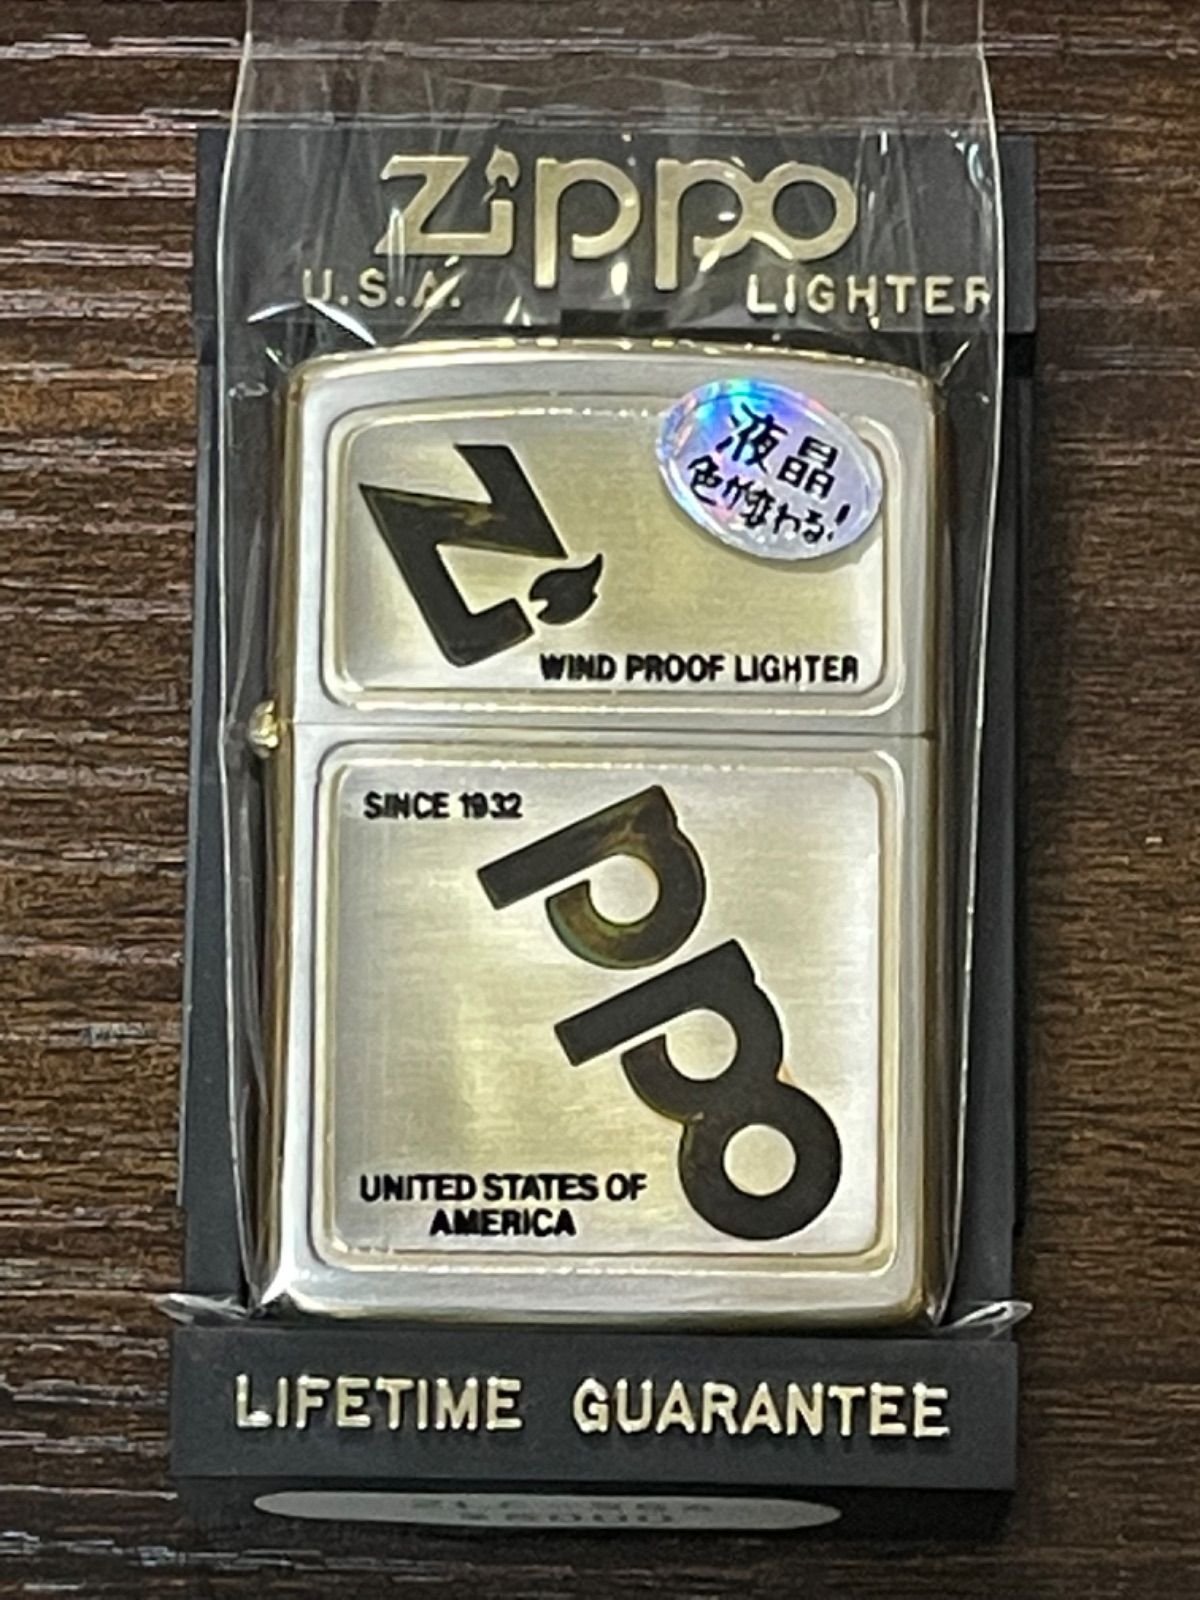 Zippo
U.S.A. LIGHTER
液晶
色が変わる!
Z
WIND PROOF LIGHTER
SINCE 1932
ppo
UNITED STATES OF
AMERICA
LIFETIME GUARANTEE